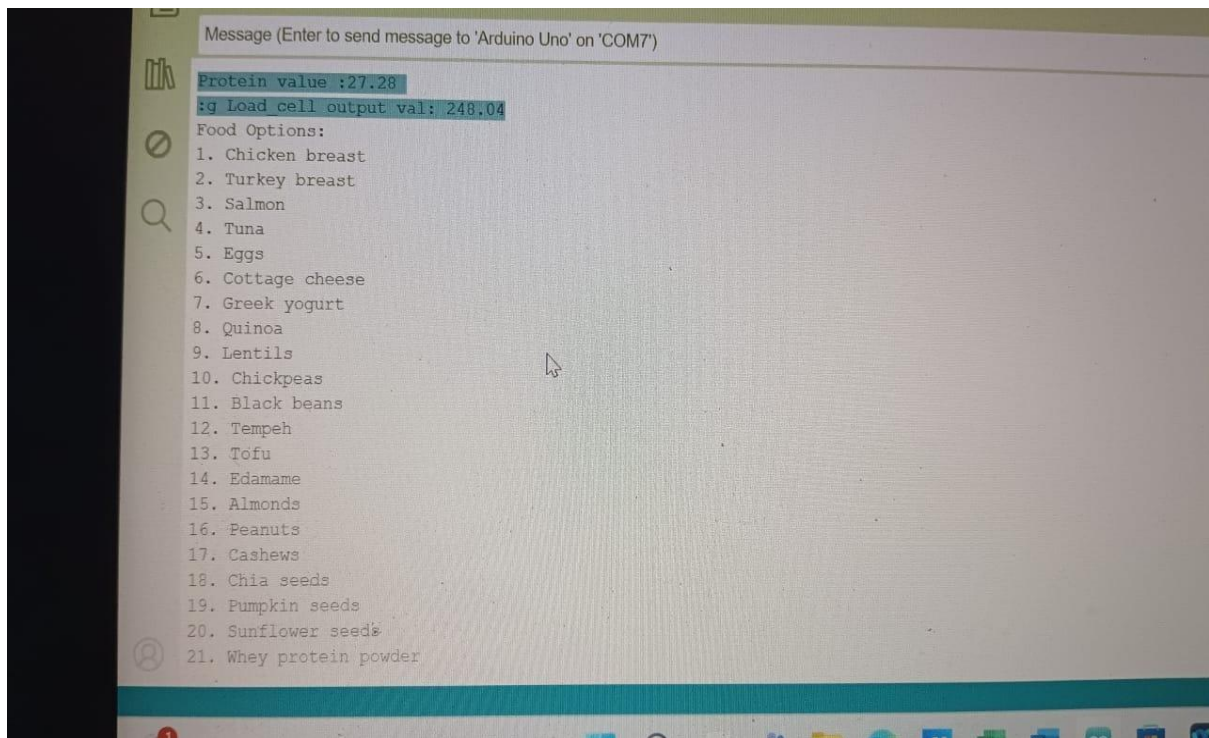 Message (Enter to send message to 'Arduino Uno' on 'COM7')
Protein value :27.28
:g Load_cell output val: 248.04
Food Options:
1. Chicken breast
2. Turkey breast
3. Salmon
4. Tuna
5. Eggs
6. Cottage cheese
7. Greek yogurt
8. Quinoa
9. Lentils
10. Chickpeas
11. Black beans
12. Tempeh
13. Tofu
14. Edamame
15. Almonds
16. Peanuts
17. Cashews
18. Chia seeds
19. Pumpkin seeds
20. Sunflower seeds
21. Whey protein powder
1